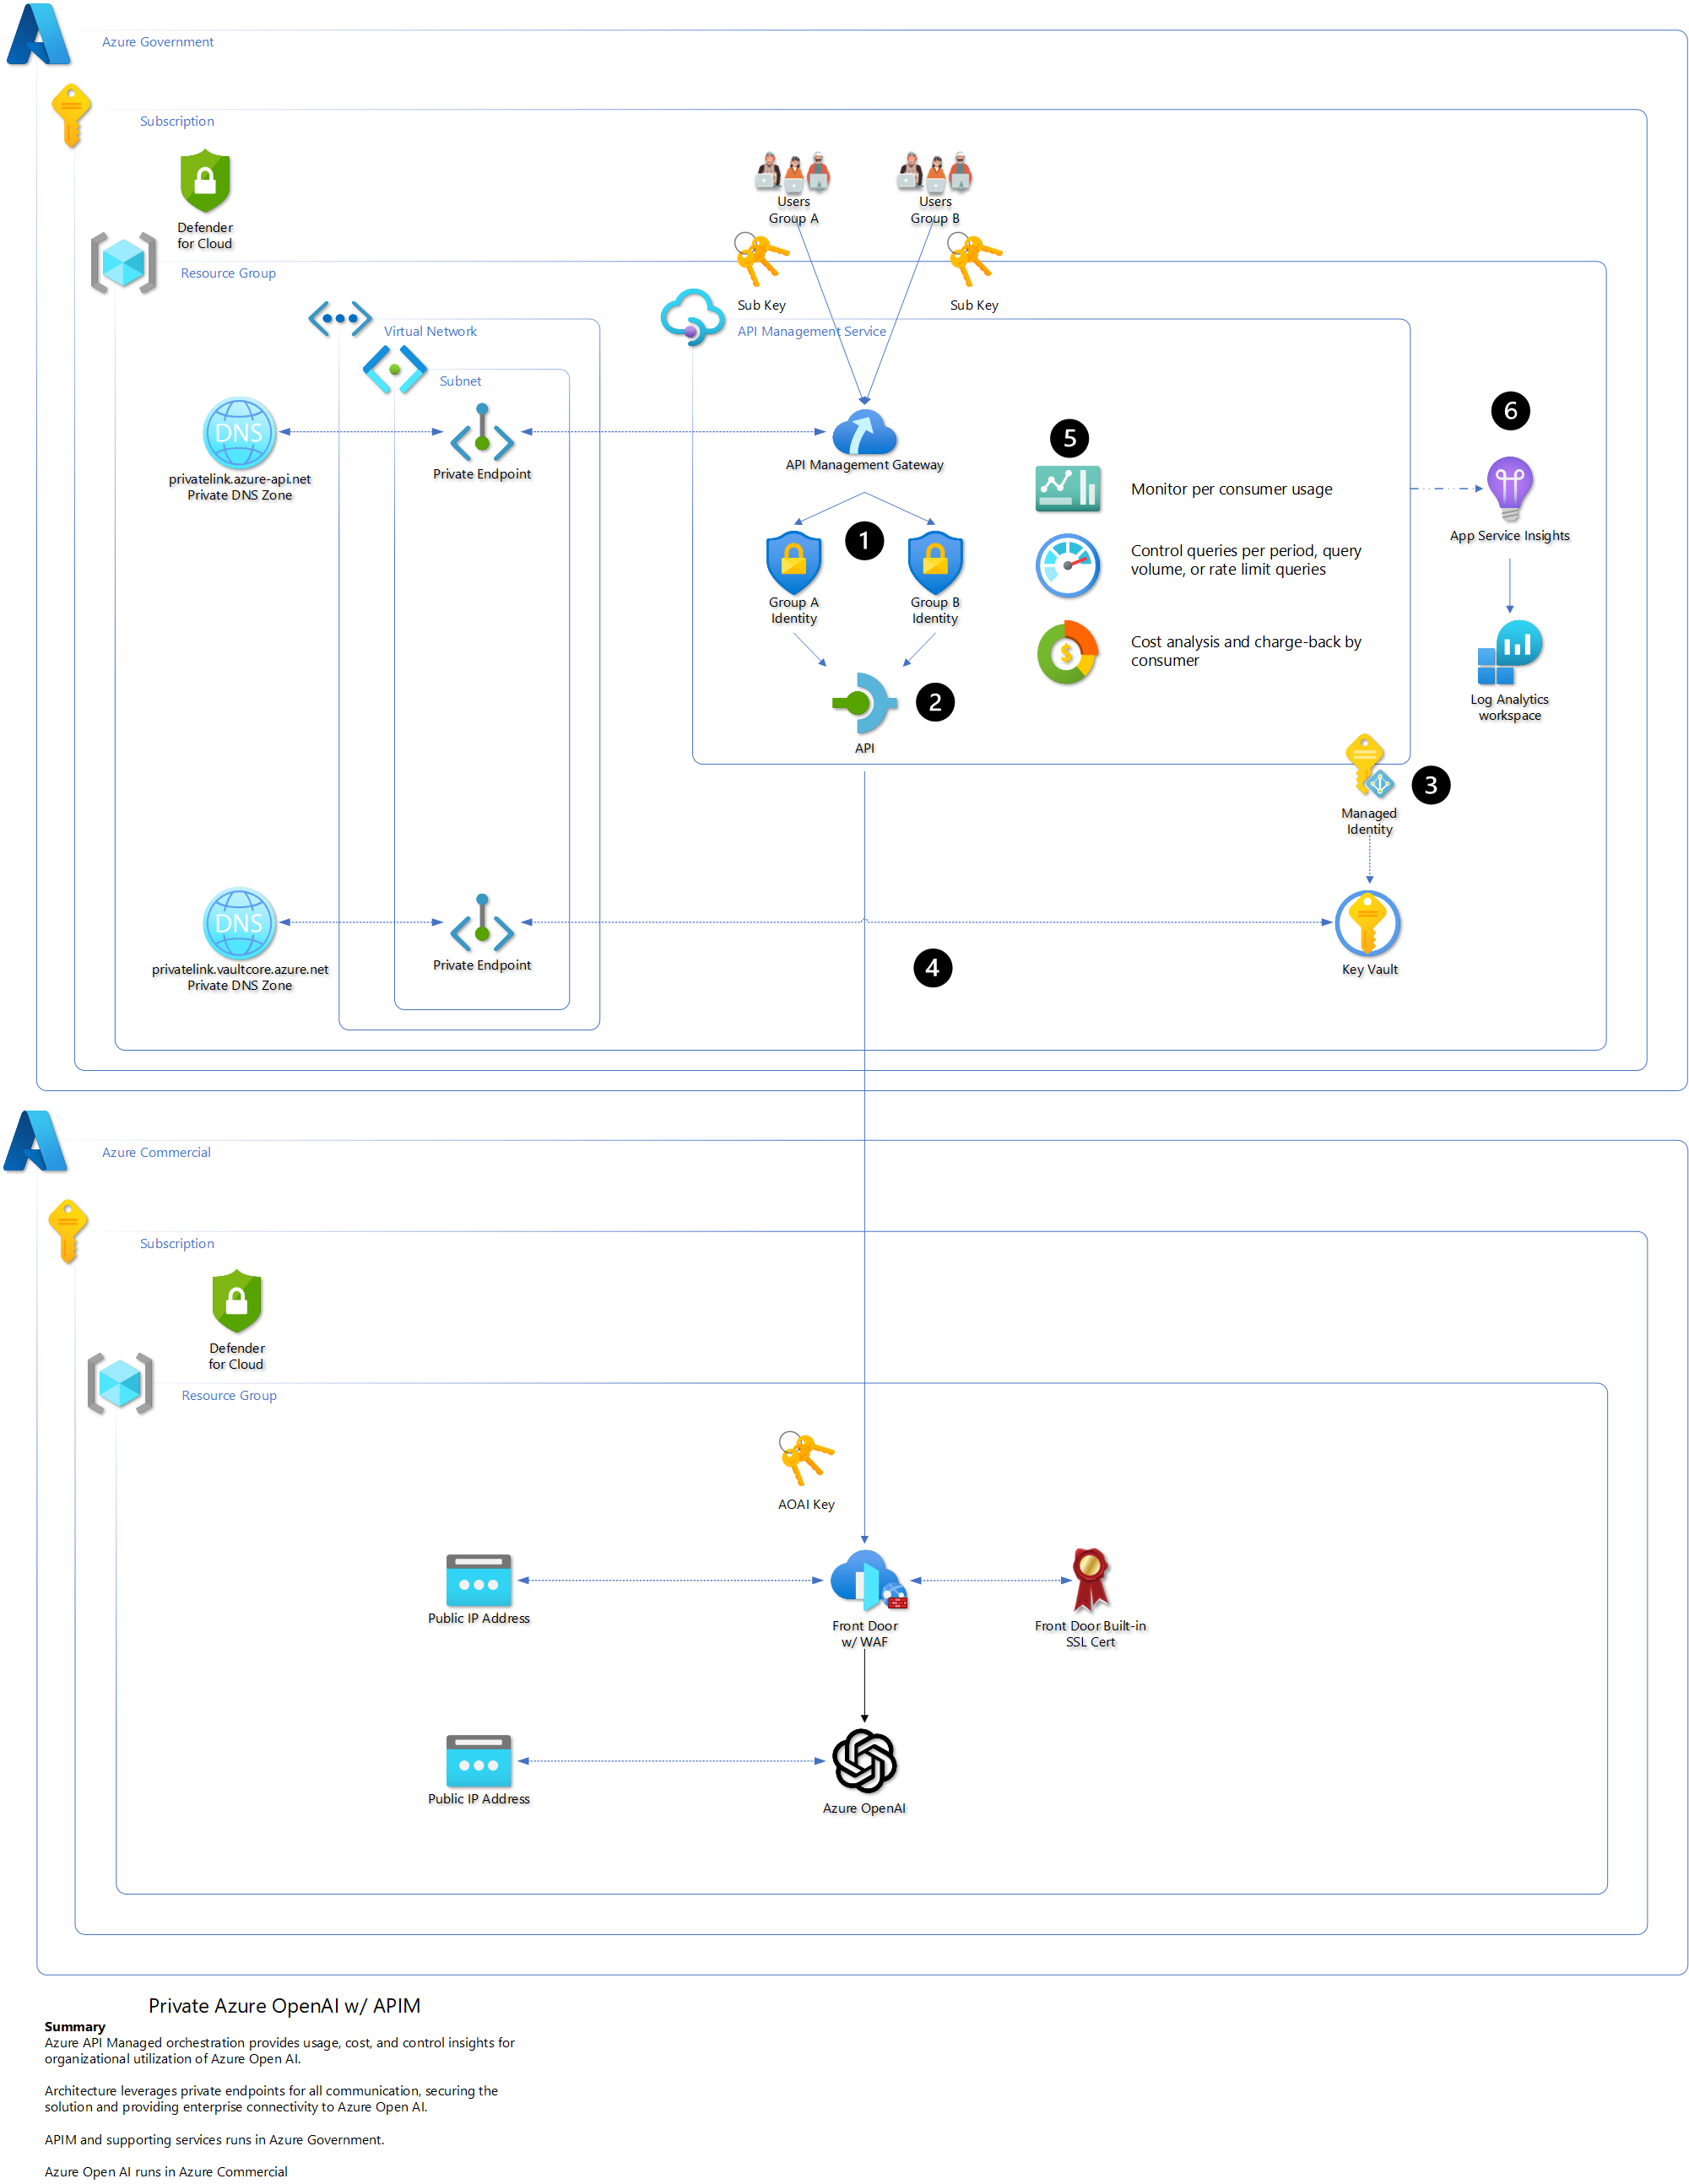 Azure Government
Subscription
Defender
for Cloud
Users
Group A
Users
Group B
Resource Group
Sub Key
Sub Key
Virtual Network
API Management Service
Subnet
6
5
DNS
privatelink.azure-api.net
Private DNS Zone
Private Endpoint
API Management Gateway
Monitor per consumer usage
App Service Insights
1
Control queries per period, query
volume, or rate limit queries
Group A
Identity
Group B
Identity
Cost analysis and charge-back by
consumer
$
2
API
Log Analytics
workspace
3
Managed
Identity
DNS
privatelink.vaultcore.azure.net
Private DNS Zone
Private Endpoint
4
Key Vault
Azure Commercial
Subscription
Defender
for Cloud
Resource Group
AOAI Key
Public IP Address
Front Door
w/ WAF
Front Door Built-in
SSL Cert
Public IP Address
Azure OpenAI
Private Azure OpenAI w/ APIM
Summary
Azure API Managed orchestration provides usage, cost, and control insights for
organizational utilization of Azure Open AI.
Architecture leverages private endpoints for all communication, securing the
solution and providing enterprise connectivity to Azure Open AI.
APIM and supporting services runs in Azure Government.
Azure Open AI runs in Azure Commercial